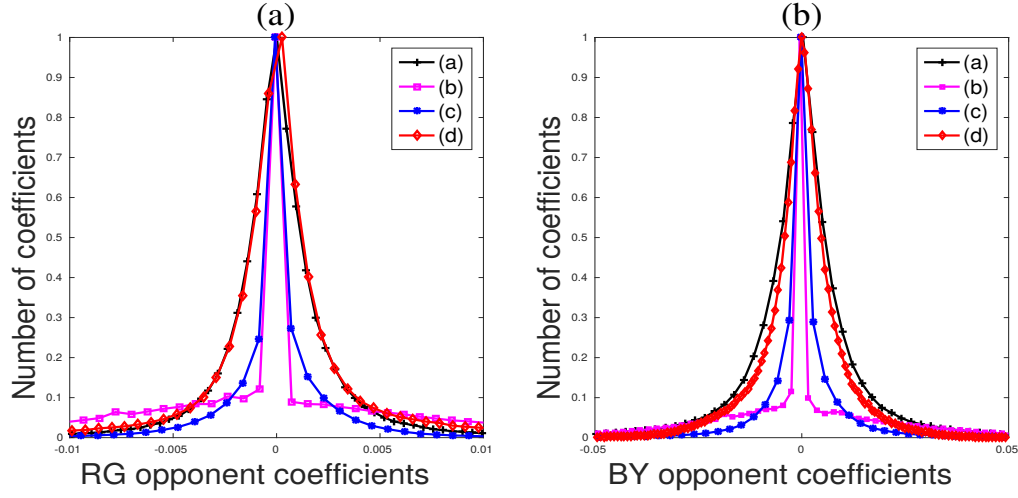 (a) (b)
1 1
0.9 0.9
0.8 0.8
0.7 0.7
0.6 0.6
0.5 0.5
0.4 0.4
0.3 0.3
0.2 0.2
0.1 0.1
0 0
Number of coefficients
(a)
(b)
(c)
(d)
-0.01 -0.005 0 0.005 0.01
RG opponent coefficients
Number of coefficients
(a)
(b)
(c)
(d)
-0.05 0 0.05
BY opponent coefficients